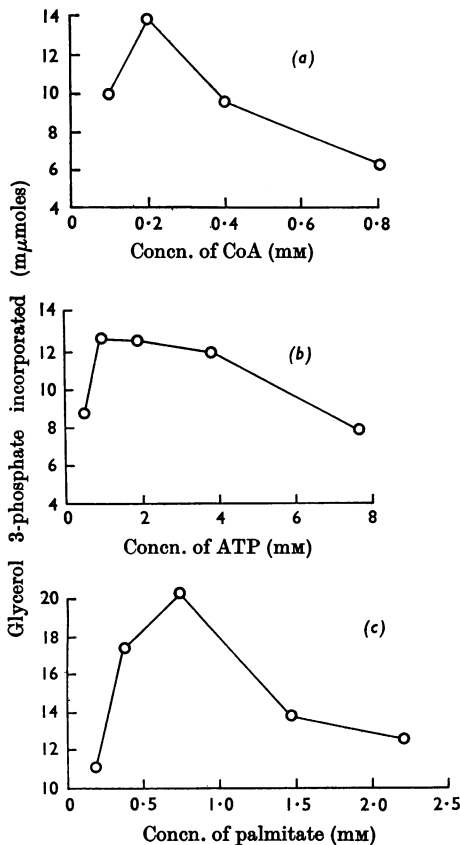 Glycerol 3-phosphate incorporated (mμmoles)
14
12
(a)
10
8
6
4
0 0·2 0·4 0·6 0·8
Concn. of CoA (mM)
14
12
(b)
10
8
6
4
0 2 4 6 8
Concn. of ATP (mM)
20
18
(c)
16
14
12
10
0 0·5 1·0 1·5 2·0 2·5
Concn. of palmitate (mM)